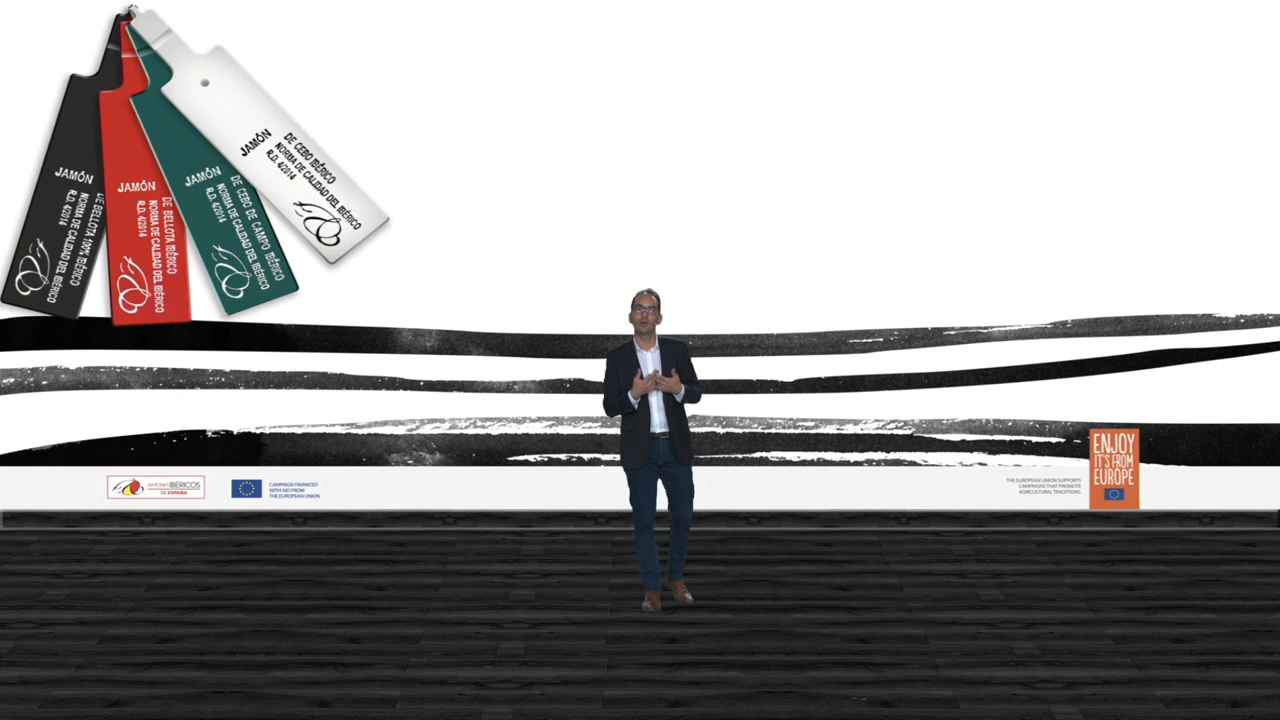 JAMÓN
DE BELLOTA 100% IBÉRICO
NORMA DE CALIDAD DEL IBÉRICO
R.D. 4/2014
JAMÓN
DE BELLOTA IBÉRICO
NORMA DE CALIDAD DEL IBÉRICO
R.D. 4/2014
JAMÓN
DE CEBO DE CAMPO IBÉRICO
NORMA DE CALIDAD DEL IBÉRICO
R.D. 4/2014
JAMÓN
DE CEBO IBÉRICO
NORMA DE CALIDAD DEL IBÉRICO
R.D. 4/2014
JAMONES IBÉRICOS
DE ESPAÑA
CAMPAIGN FINANCED
WITH AID FROM
THE EUROPEAN UNION
THE EUROPEAN UNION SUPPORTS
CAMPAIGNS THAT PROMOTE
AGRICULTURAL TRADITIONS.
ENJOY
IT'S FROM
EUROPE